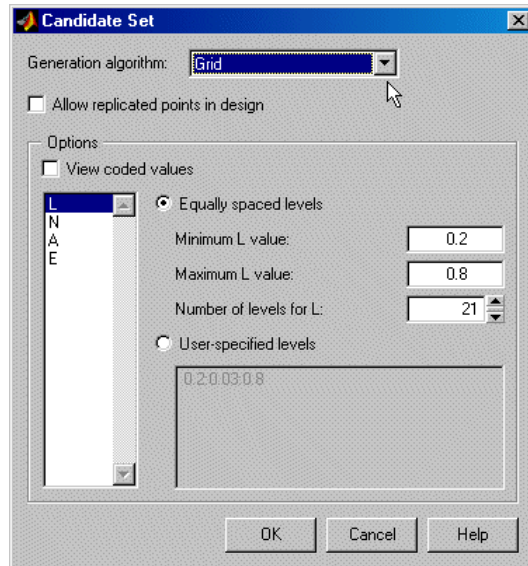 Candidate Set
Generation algorithm: Grid
Allow replicated points in design
Options
View coded values
L
N
A
E
Equally spaced levels
Minimum L value: 0.2
Maximum L value: 0.8
Number of levels for L: 21
User-specified levels
0.2:0.03:0.8
OK Cancel Help